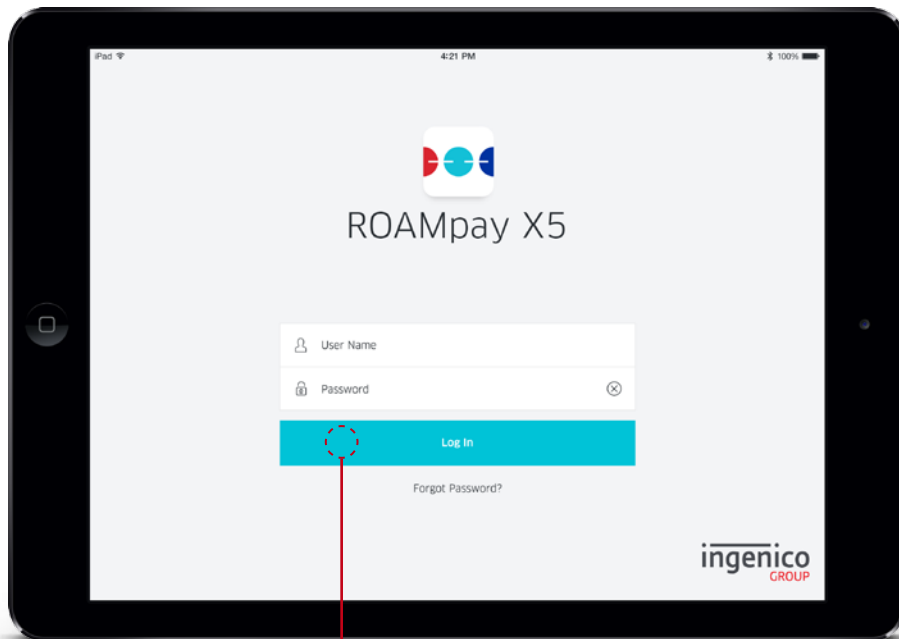 iPad 4:21 PM 100%
ROAMpay X5
User Name
Password
Log In
Forgot Password?
ingenico
GROUP